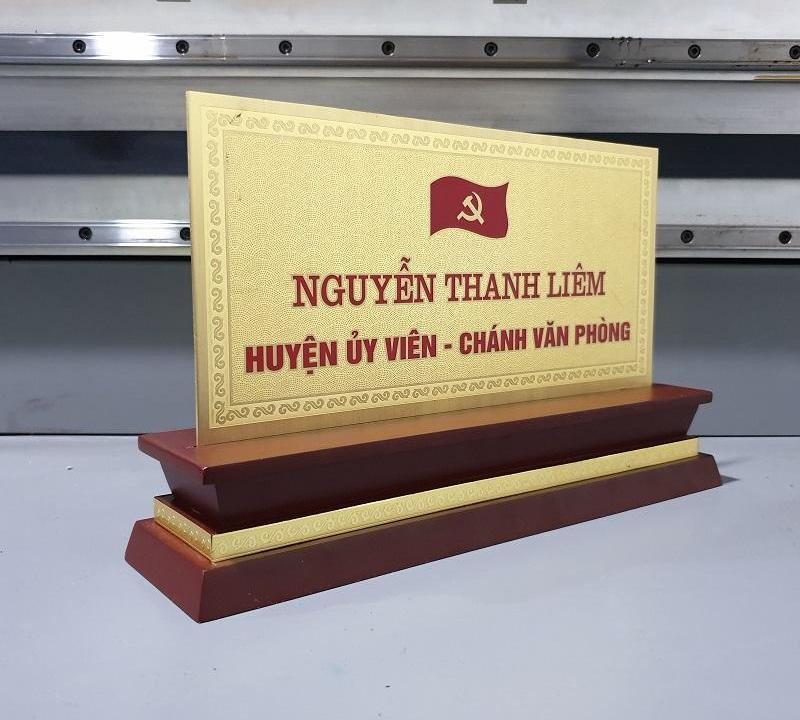 NGUYỄN THANH LIÊM
HUYỆN ỦY VIÊN - CHÁNH VĂN PHÒNG